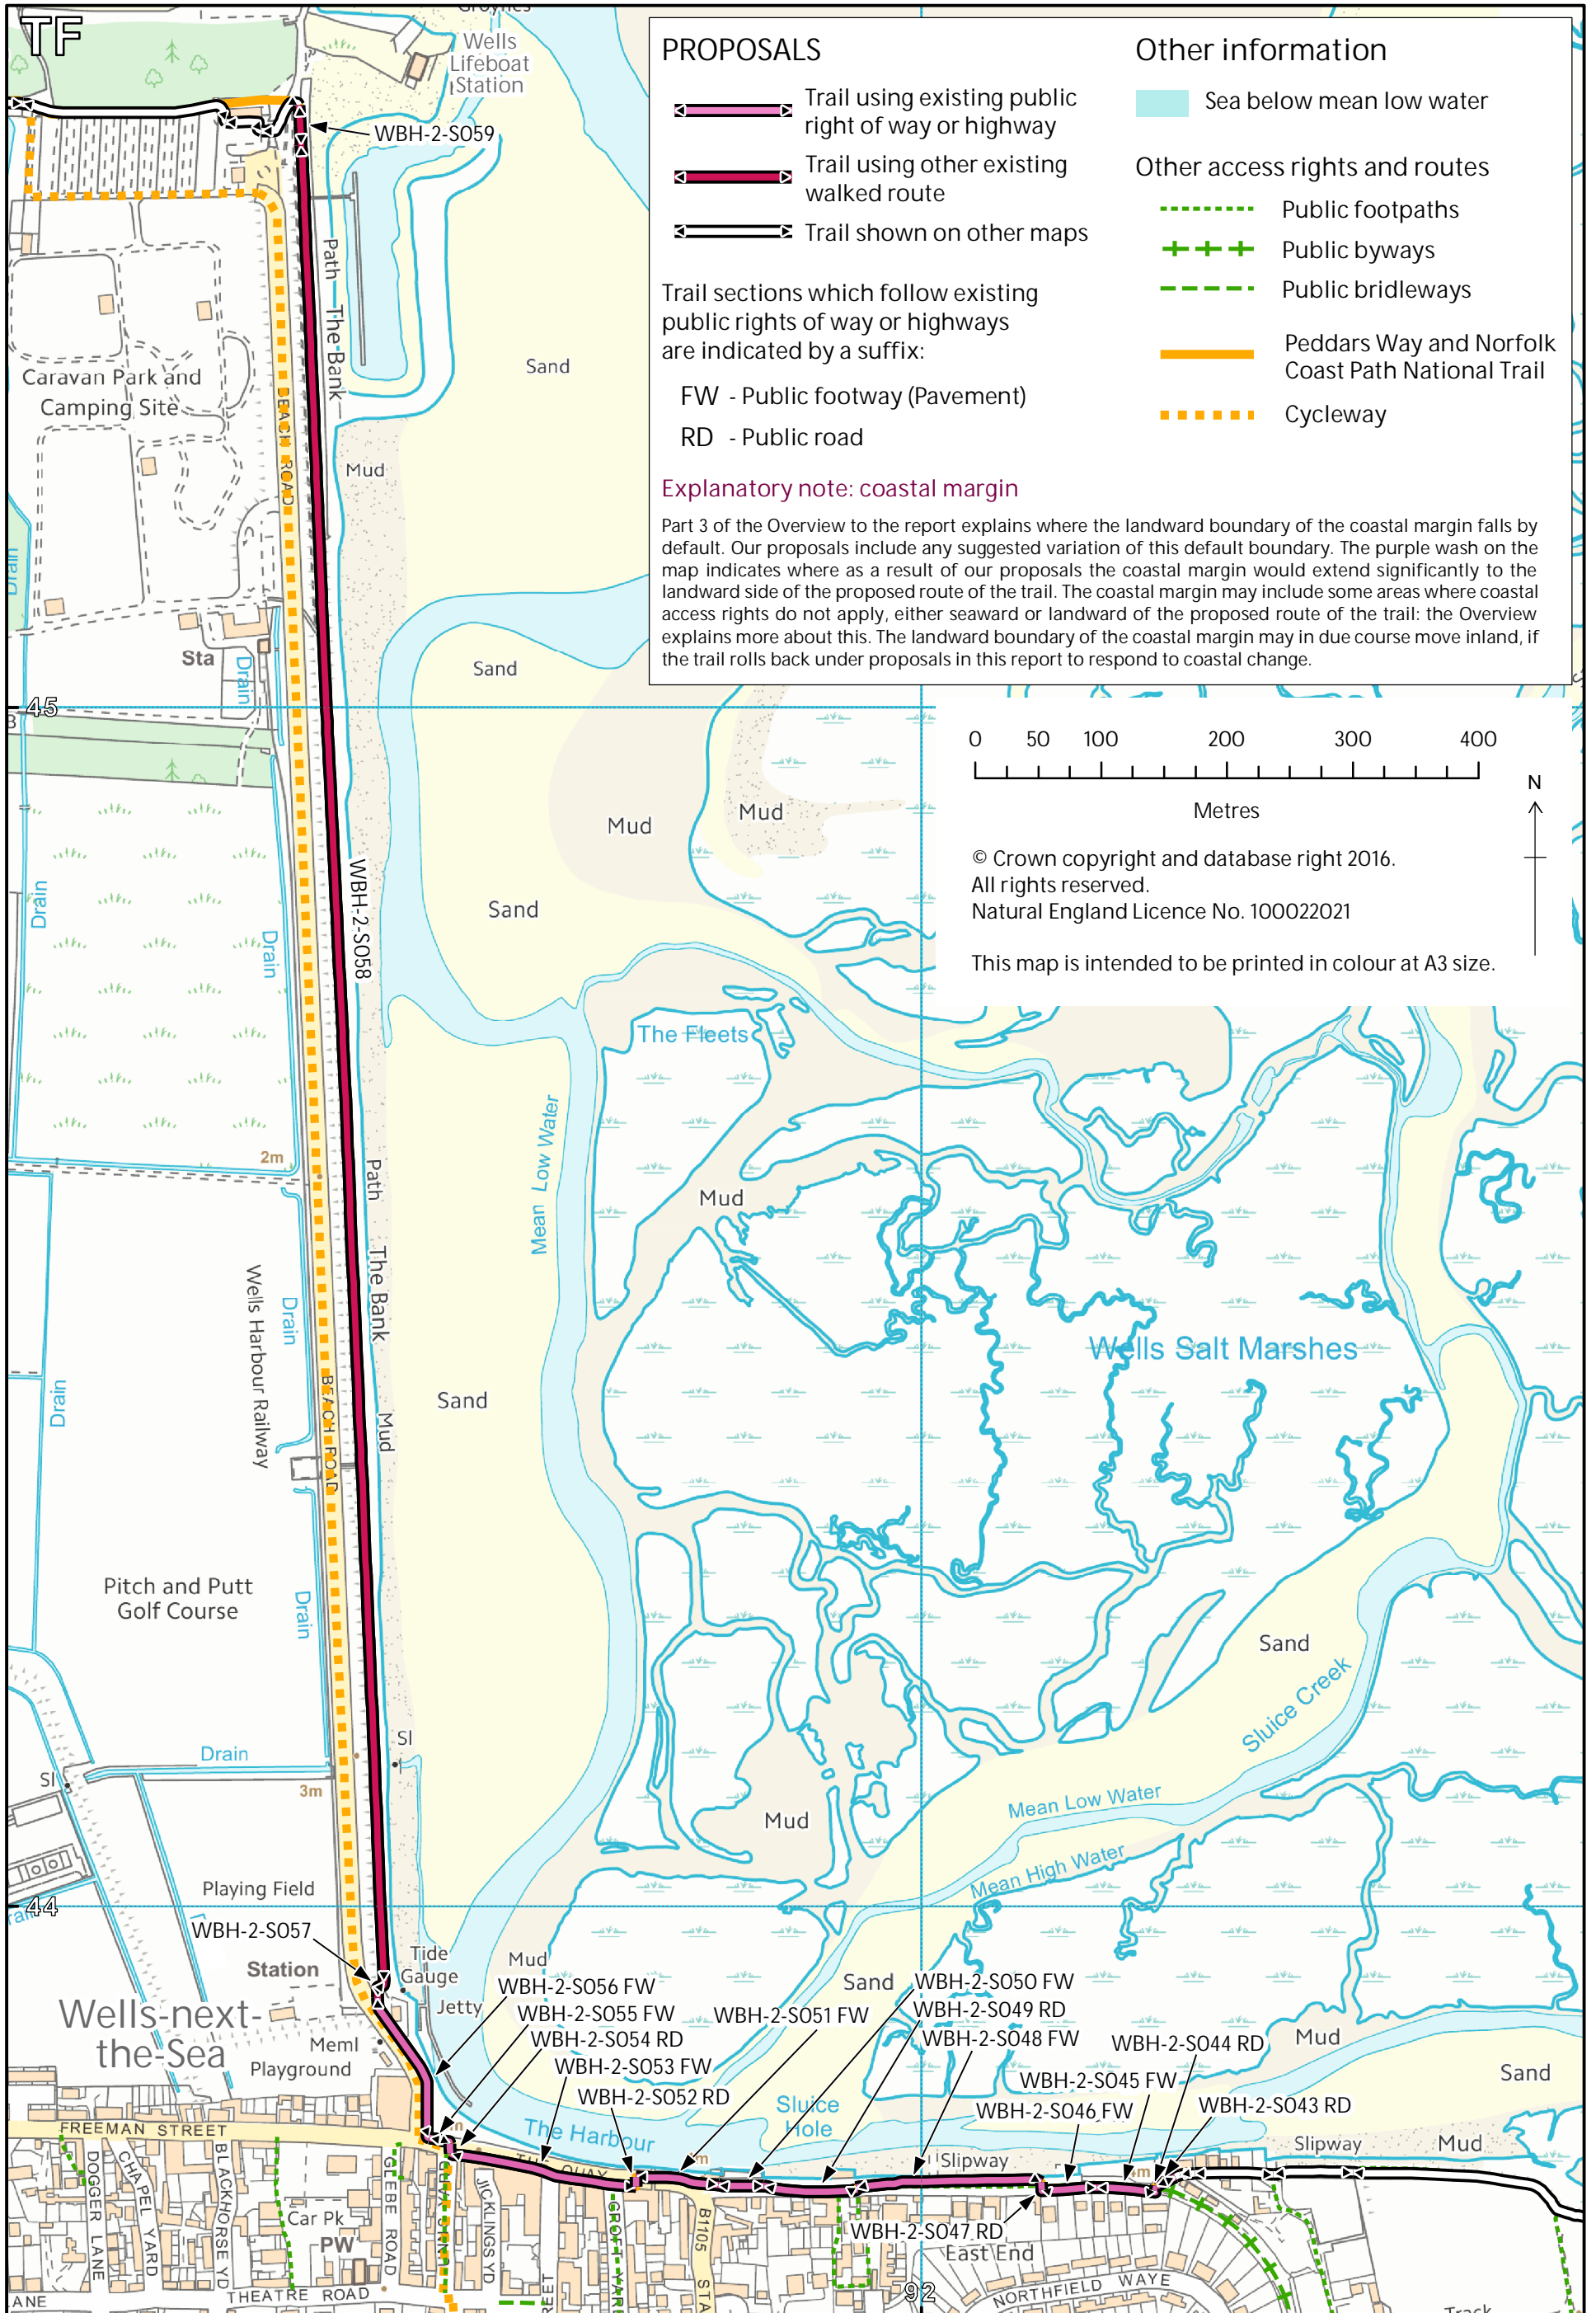 TF
Groynes
Wells
Lifeboat
Station
WBH-2-S059
PROPOSALS
Trail using existing public
right of way or highway
Trail using other existing
walked route
Trail shown on other maps
Trail sections which follow existing
public rights of way or highways
are indicated by a suffix:
FW - Public footway (Pavement)
RD - Public road
Other information
Sea below mean low water
Other access rights and routes
Public footpaths
Public byways
Public bridleways
Peddars Way and Norfolk
Coast Path National Trail
Cycleway
Explanatory note: coastal margin
Part 3 of the Overview to the report explains where the landward boundary of the coastal margin falls by
default. Our proposals include any suggested variation of this default boundary. The purple wash on the
map indicates where as a result of our proposals the coastal margin would extend significantly to the
landward side of the proposed route of the trail. The coastal margin may include some areas where coastal
access rights do not apply, either seaward or landward of the proposed route of the trail: the Overview
explains more about this. The landward boundary of the coastal margin may in due course move inland, if
the trail rolls back under proposals in this report to respond to coastal change.
0 50 100 200 300 400
Metres
N
© Crown copyright and database right 2016.
All rights reserved.
Natural England Licence No. 100022021
This map is intended to be printed in colour at A3 size.
Path
The Bank
Sand
Caravan Park and
Camping Site
BEACH ROAD
Mud
Drain
Sta
Drain
Sand
45
Mud
Mud
WBH-2-S058
Drain
Drain
Sand
The Fleets
Mean Low Water
2m
Path
Mud
The Bank
Wells Harbour Railway
Drain
Wells Salt Marshes
Drain
BEACH ROAD
Sand
Mud
Pitch and Putt
Golf Course
Drain
Sand
Sluice Creek
Sl
Drain
Sl
3m
Mean Low Water
Mud
Mean High Water
Playing Field
44
WBH-2-S057
Tide
Gauge
Station
Mud
Sand
Jetty
Wells-next-
the-Sea
Meml
Playground
WBH-2-S056 FW
WBH-2-S055 FW
WBH-2-S054 RD
WBH-2-S053 FW
WBH-2-S052 RD
WBH-2-S051 FW
WBH-2-S050 FW
WBH-2-S049 RD
WBH-2-S048 FW
WBH-2-S044 RD
WBH-2-S045 FW
WBH-2-S046 FW
WBH-2-S043 RD
Mud
Sand
Sluice
Hole
The Harbour
FREEMAN STREET
THE QUAY
Slipway
Slipway
Mud
4m
WBH-2-S047 RD
East End
DOGGER LANE
CHAPEL YARD
BLACKHORSE YD
GLEBE ROAD
JICKLINGS YD
B1105
Car Pk
PW
THEATRE ROAD
NORTHFIELD WAYE
92